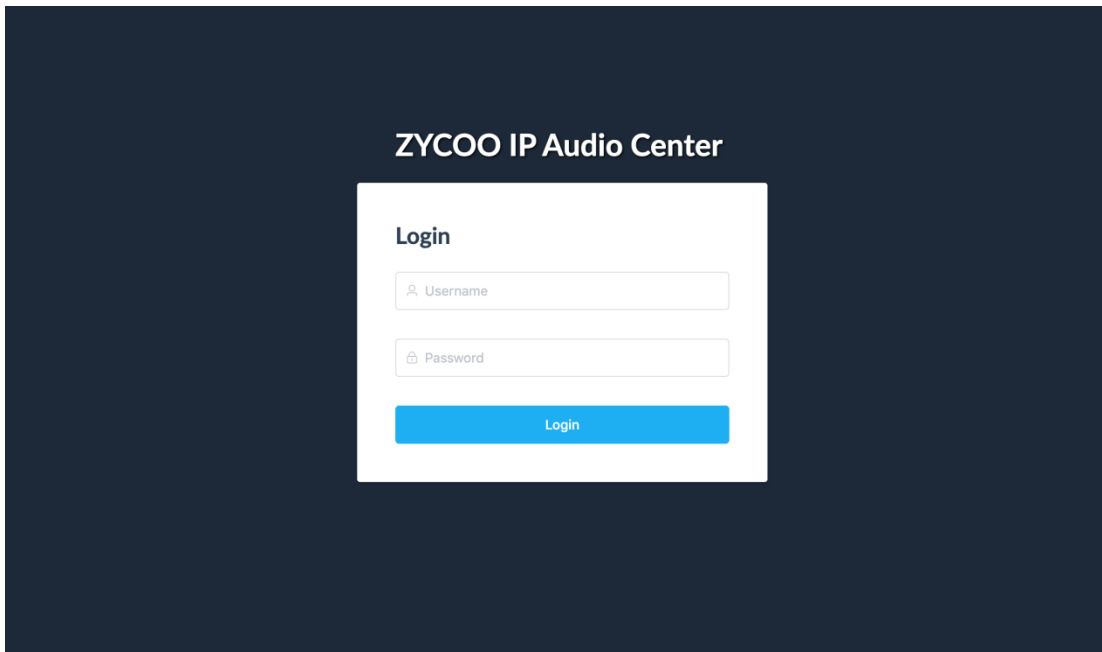 ZYCOO IP Audio Center
Login
Username
Password
Login